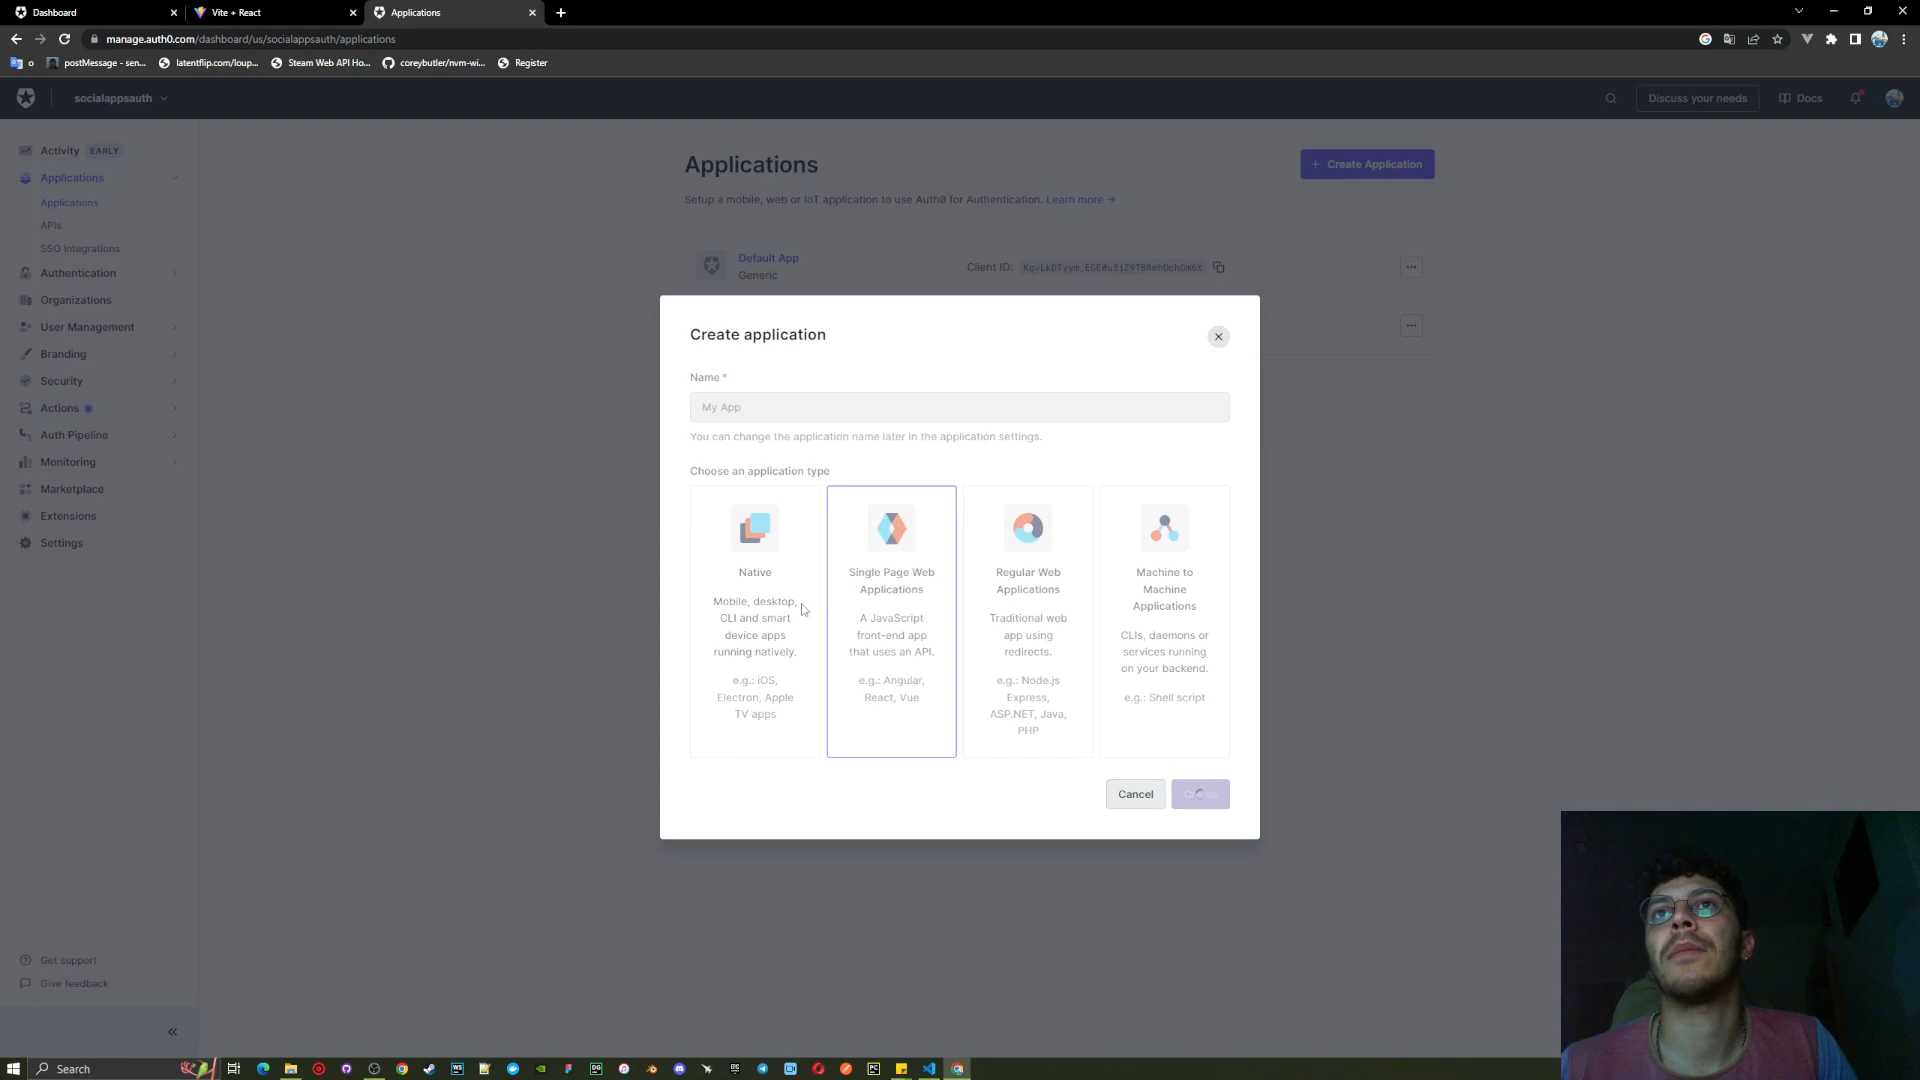 Dashboard
Vite + React
Applications
manage.auth0.com/dashboard/us/socialappsauth/applications
o
postMessage - sen...
latentflip.com/loup...
Steam Web API Ho...
coreybutler/nvm-wi...
Register
socialappsauth
Discuss your needs
Docs
Activity EARLY
Applications
Applications
APIs
SSO Integrations
Authentication
Organizations
User Management
Branding
Security
Actions
Auth Pipeline
Monitoring
Marketplace
Extensions
Settings
Get support
Give feedback
Applications
+ Create Application
Setup a mobile, web or IoT application to use Auth0 for Authentication. Learn more →
Default App
Generic
Client ID:
Create application
Name *
My App
You can change the application name later in the application settings.
Choose an application type
Native
Mobile, desktop,
CLI and smart
device apps
running natively.
e.g.: iOS,
Electron, Apple
TV apps
Single Page Web
Applications
A JavaScript
front-end app
that uses an API.
e.g.: Angular,
React, Vue
Regular Web
Applications
Traditional web
app using
redirects.
e.g.: Node.js
Express,
ASP.NET, Java,
PHP
Machine to
Machine
Applications
CLIs, daemons or
services running
on your backend.
e.g.: Shell script
Cancel
Create
Search